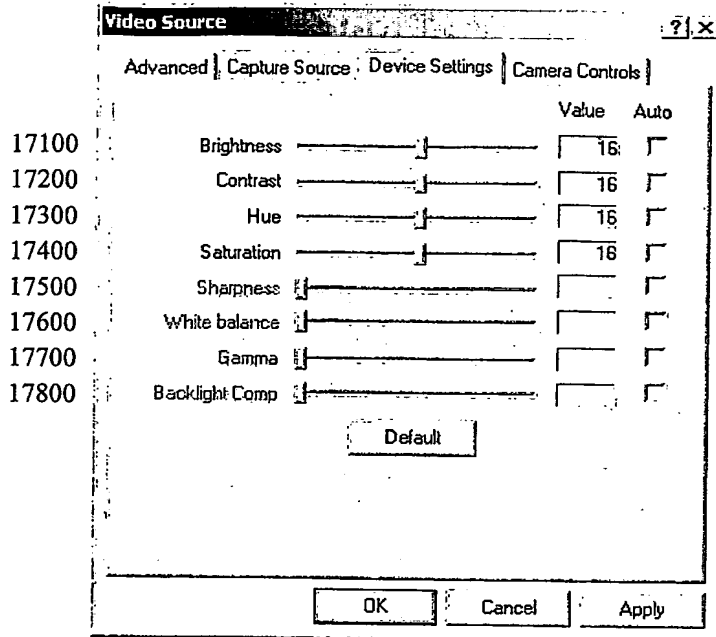 Video Source ? ×
Advanced Capture Source Device Settings Camera Controls
Value Auto
17100 Brightness 16
17200 Contrast 16
17300 Hue 16
17400 Saturation 16
17500 Sharpness
17600 White balance
17700 Gamma
17800 Backlight Comp
Default
OK Cancel Apply